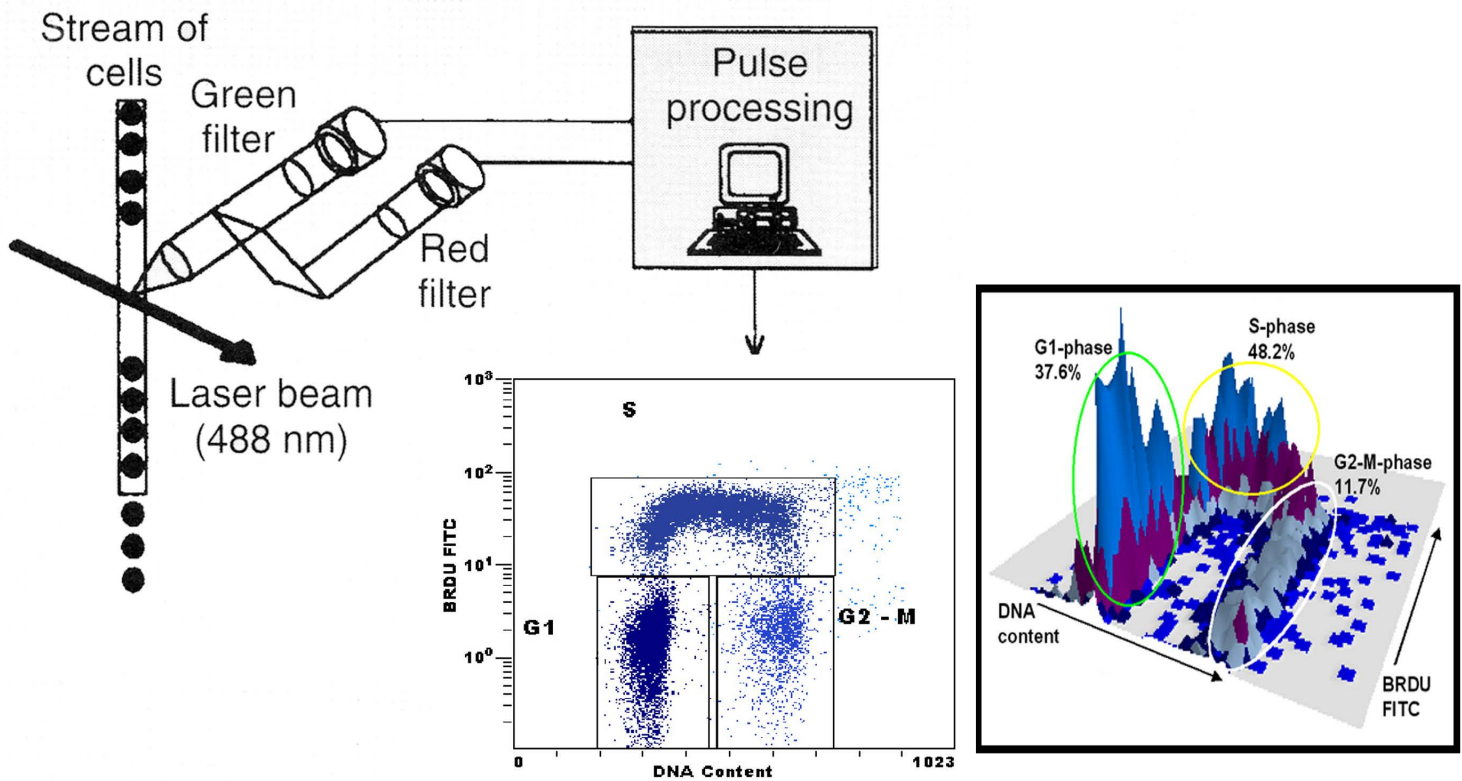 Stream of
cells
Green
filter
Red
filter
Laser beam
(488 nm)
Pulse
processing
10³
10²
10¹
10⁰
BRDU FITC
S
G1
G2 - M
0
DNA Content
1023
G1-phase
37.6%
S-phase
48.2%
G2-M-phase
11.7%
DNA
content
BRDU
FITC